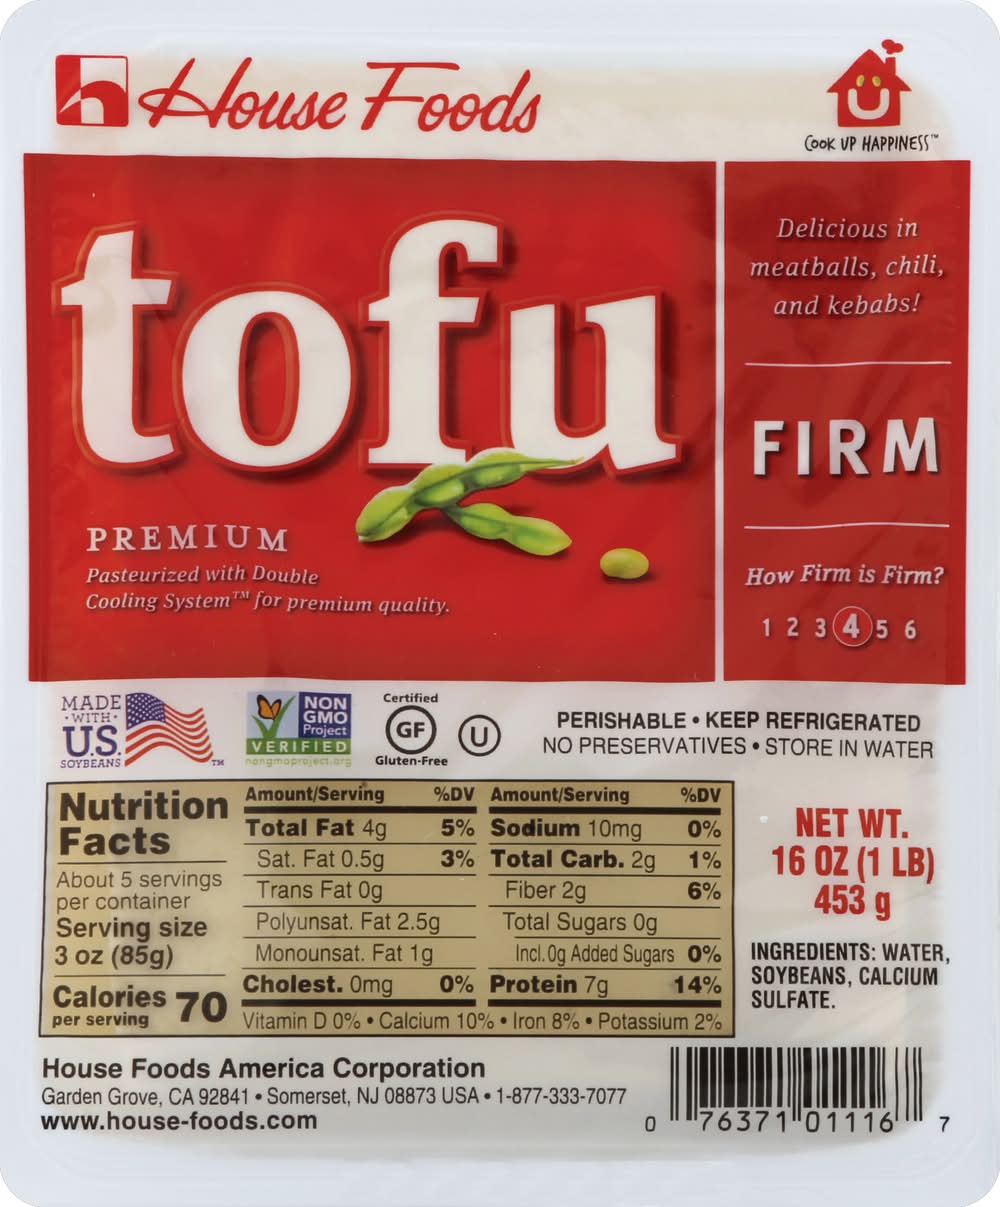 House Foods
COOK UP HAPPINESS™
tofu
PREMIUM
Pasteurized with Double
Cooling System™ for premium quality.
Delicious in
meatballs, chili,
and kebabs!
FIRM
How Firm is Firm?
1 2 3 4 5 6
MADE
• WITH •
U.S.
SOYBEANS
TM
NON
GMO
Project
VERIFIED
nongmoproject.org
Certified
GF
Gluten-Free
U
PERISHABLE • KEEP REFRIGERATED
NO PRESERVATIVES • STORE IN WATER
Nutrition
Facts
About 5 servings
per container
Serving size
3 oz (85g)
Calories 70
per serving
Amount/Serving %DV
Total Fat 4g 5%
Sat. Fat 0.5g 3%
Trans Fat 0g
Polyunsat. Fat 2.5g
Monounsat. Fat 1g
Cholest. 0mg 0%
Amount/Serving %DV
Sodium 10mg 0%
Total Carb. 2g 1%
Fiber 2g 6%
Total Sugars 0g
Incl. 0g Added Sugars 0%
Protein 7g 14%
Vitamin D 0% • Calcium 10% • Iron 8% • Potassium 2%
NET WT.
16 OZ (1 LB)
453 g
INGREDIENTS: WATER,
SOYBEANS, CALCIUM
SULFATE.
House Foods America Corporation
Garden Grove, CA 92841 • Somerset, NJ 08873 USA • 1-877-333-7077
www.house-foods.com
0 76371 01116 7